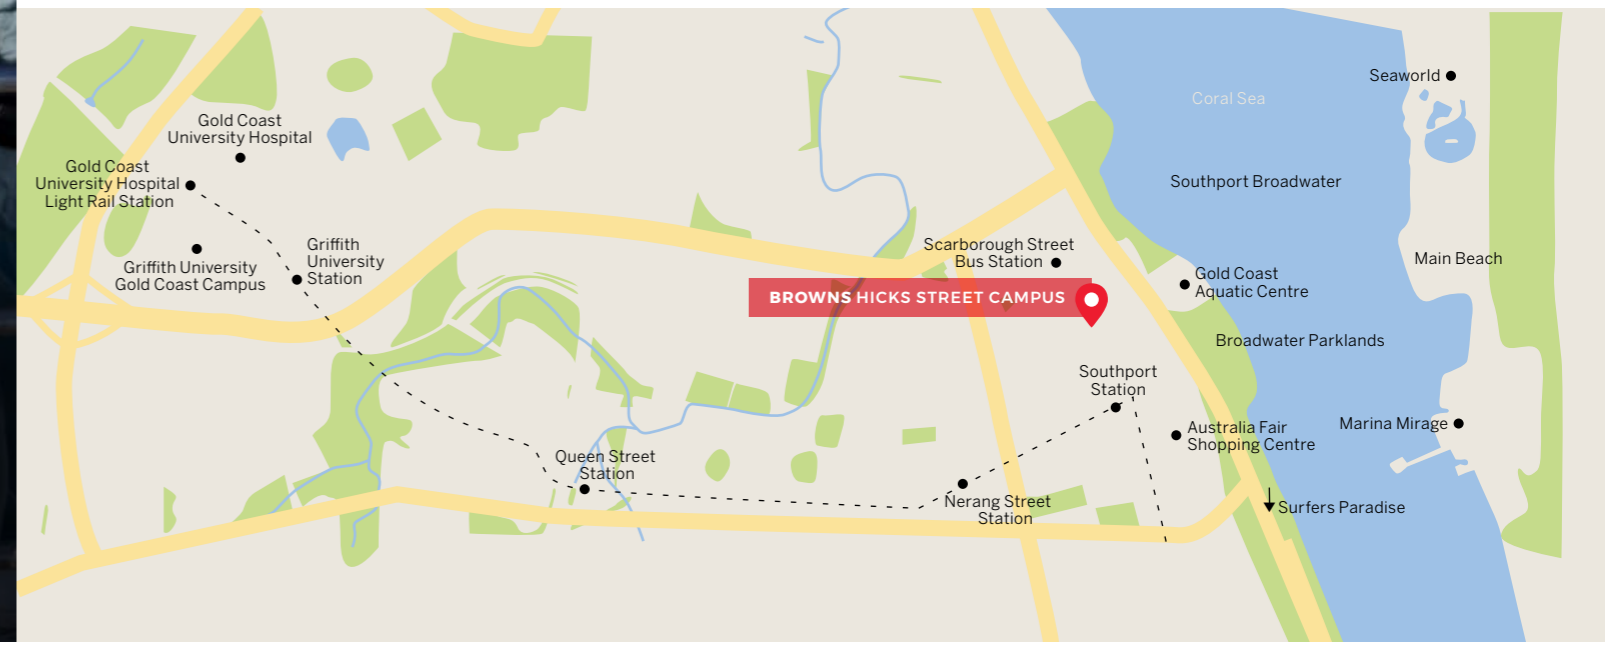 Seaworld
Coral Sea
Gold Coast
University Hospital
Gold Coast
University Hospital
Light Rail Station
Southport Broadwater
Griffith University
Gold Coast Campus
Griffith
University
Station
Scarborough Street
Bus Station
Main Beach
Gold Coast
Aquatic Centre
BROWNS HICKS STREET CAMPUS
Broadwater Parklands
Southport
Station
Australia Fair
Shopping Centre
Marina Mirage
Queen Street
Station
Nerang Street
Station
Surfers Paradise